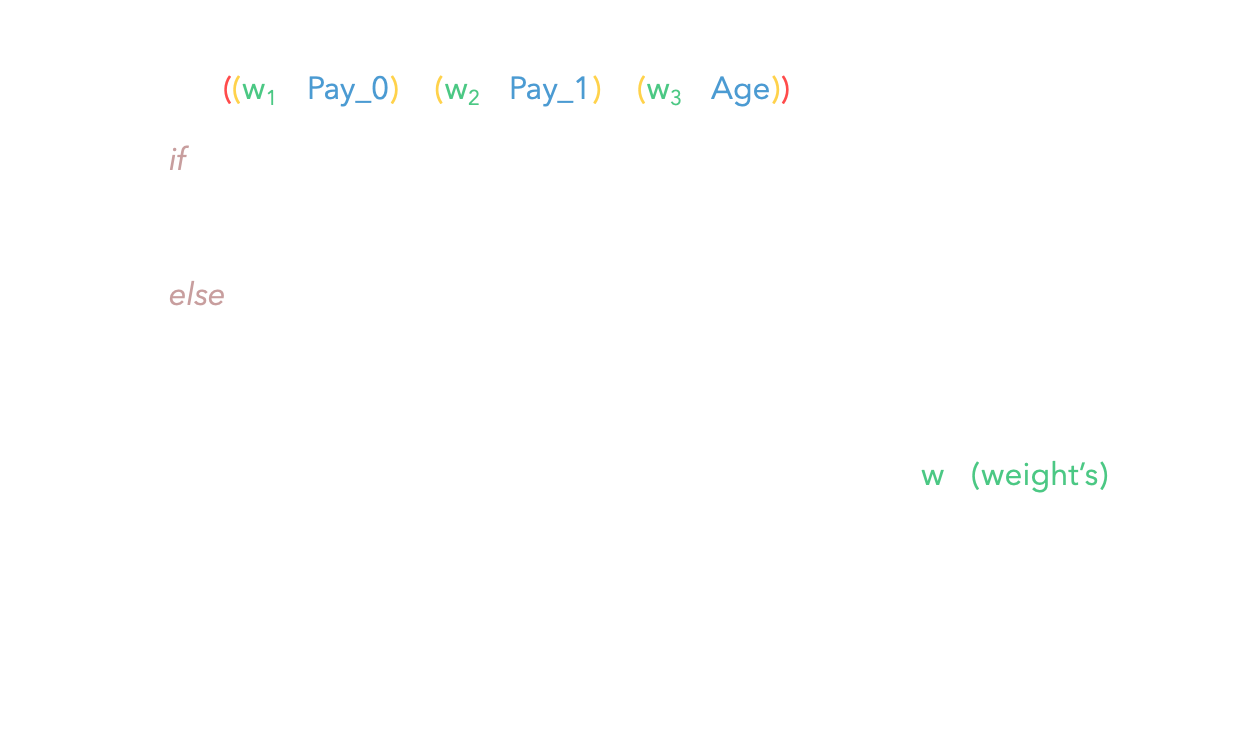 ((w₁ Pay_0) (w₂ Pay_1) (w₃ Age))
if
else
w (weight’s)